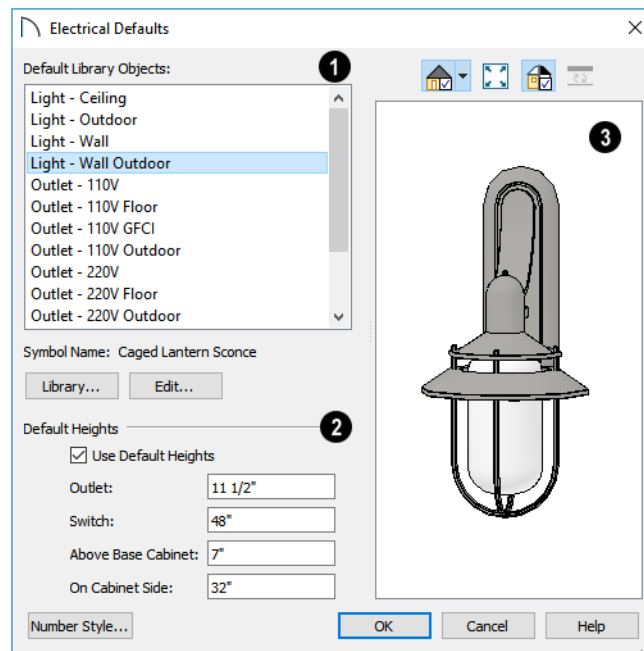 Electrical Defaults
Default Library Objects:
1
Light - Ceiling
Light - Outdoor
Light - Wall
Light - Wall Outdoor
Outlet - 110V
Outlet - 110V Floor
Outlet - 110V GFCI
Outlet - 110V Outdoor
Outlet - 220V
Outlet - 220V Floor
Outlet - 220V Outdoor
Symbol Name: Caged Lantern Sconce
Library... Edit...
Default Heights
2
Use Default Heights
Outlet: 11 1/2"
Switch: 48"
Above Base Cabinet: 7"
On Cabinet Side: 32"
3
Number Style... OK Cancel Help